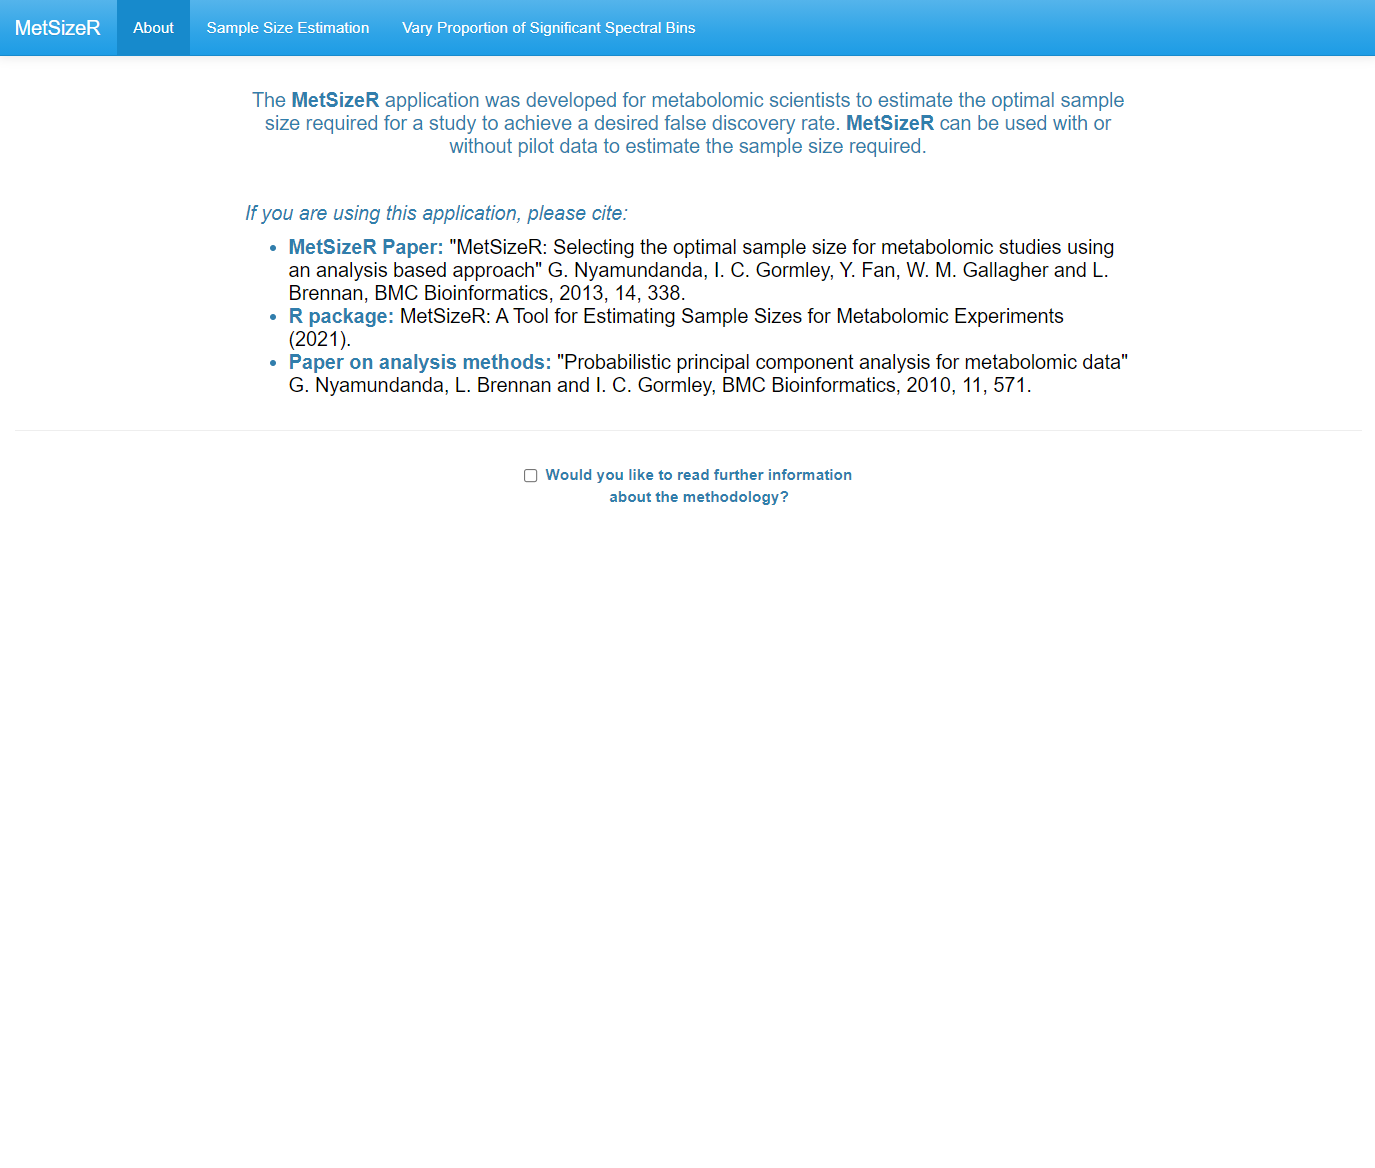 MetSizeR About Sample Size Estimation Vary Proportion of Significant Spectral Bins
The MetSizeR application was developed for metabolomic scientists to estimate the optimal sample
size required for a study to achieve a desired false discovery rate. MetSizeR can be used with or
without pilot data to estimate the sample size required.
If you are using this application, please cite:
• MetSizeR Paper: "MetSizeR: Selecting the optimal sample size for metabolomic studies using
an analysis based approach" G. Nyamundanda, I. C. Gormley, Y. Fan, W. M. Gallagher and L.
Brennan, BMC Bioinformatics, 2013, 14, 338.
• R package: MetSizeR: A Tool for Estimating Sample Sizes for Metabolomic Experiments
(2021).
• Paper on analysis methods: "Probabilistic principal component analysis for metabolomic data"
G. Nyamundanda, L. Brennan and I. C. Gormley, BMC Bioinformatics, 2010, 11, 571.
Would you like to read further information
about the methodology?